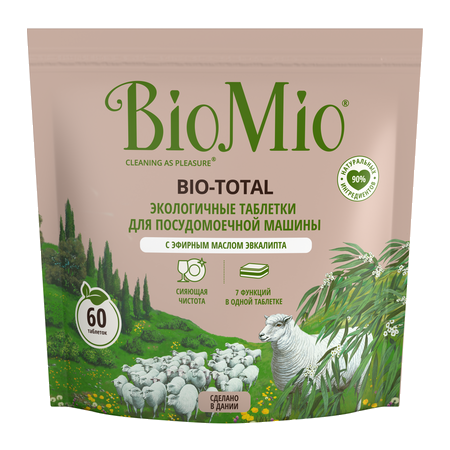 BioMio®
CLEANING AS PLEASURE®
90%
НАТУРАЛЬНЫХ
ИНГРЕДИЕНТОВ
BIO-TOTAL
ЭКОЛОГИЧНЫЕ ТАБЛЕТКИ
ДЛЯ ПОСУДОМОЕЧНОЙ МАШИНЫ
С ЭФИРНЫМ МАСЛОМ ЭВКАЛИПТА
СИЯЮЩАЯ
ЧИСТОТА
7 ФУНКЦИЙ
В ОДНОЙ ТАБЛЕТКЕ
60
таблеток
СДЕЛАНО
В ДАНИИ